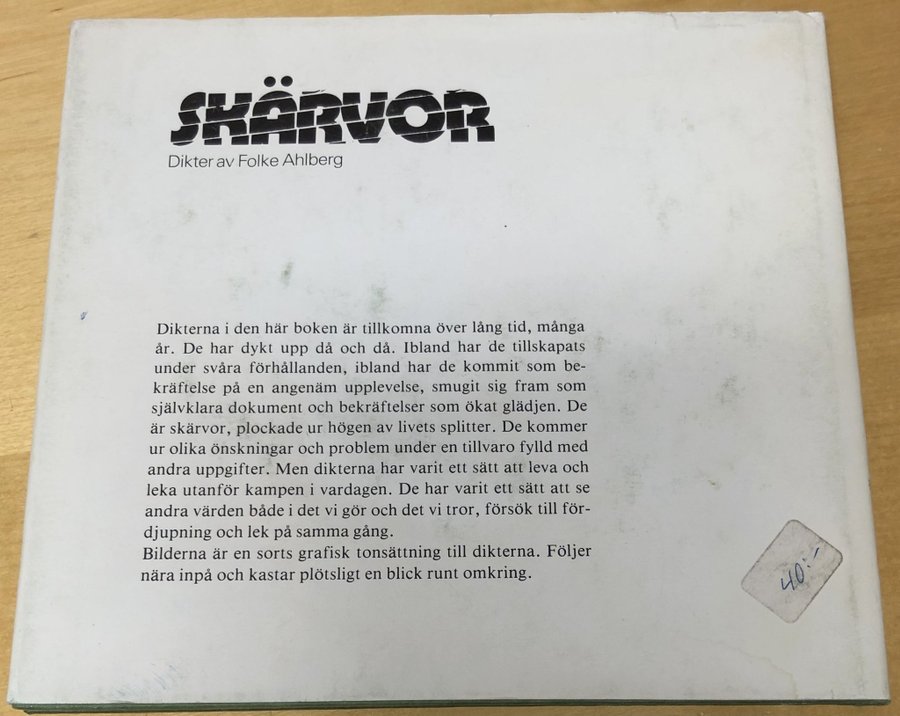 SKÄRVOR
Dikter av Folke Ahlberg
Dikterna i den här boken är tillkomna över lång tid, många
år. De har dykt upp då och då. Ibland har de tillskapats
under svåra förhållanden, ibland har de kommit som be-
kräftelse på en angenäm upplevelse, smugit sig fram som
självklara dokument och bekräftelser som ökat glädjen. De
är skärvor, plockade ur högen av livets splitter. De kommer
ur olika önskningar och problem under en tillvaro fylld med
andra uppgifter. Men dikterna har varit ett sätt att leva och
leka utanför kampen i vardagen. De har varit ett sätt att se
andra värden både i det vi gör och det vi tror, försök till för-
djupning och lek på samma gång.
Bilderna är en sorts grafisk tonsättning till dikterna. Följer
nära inpå och kastar plötsligt en blick runt omkring.
40:-